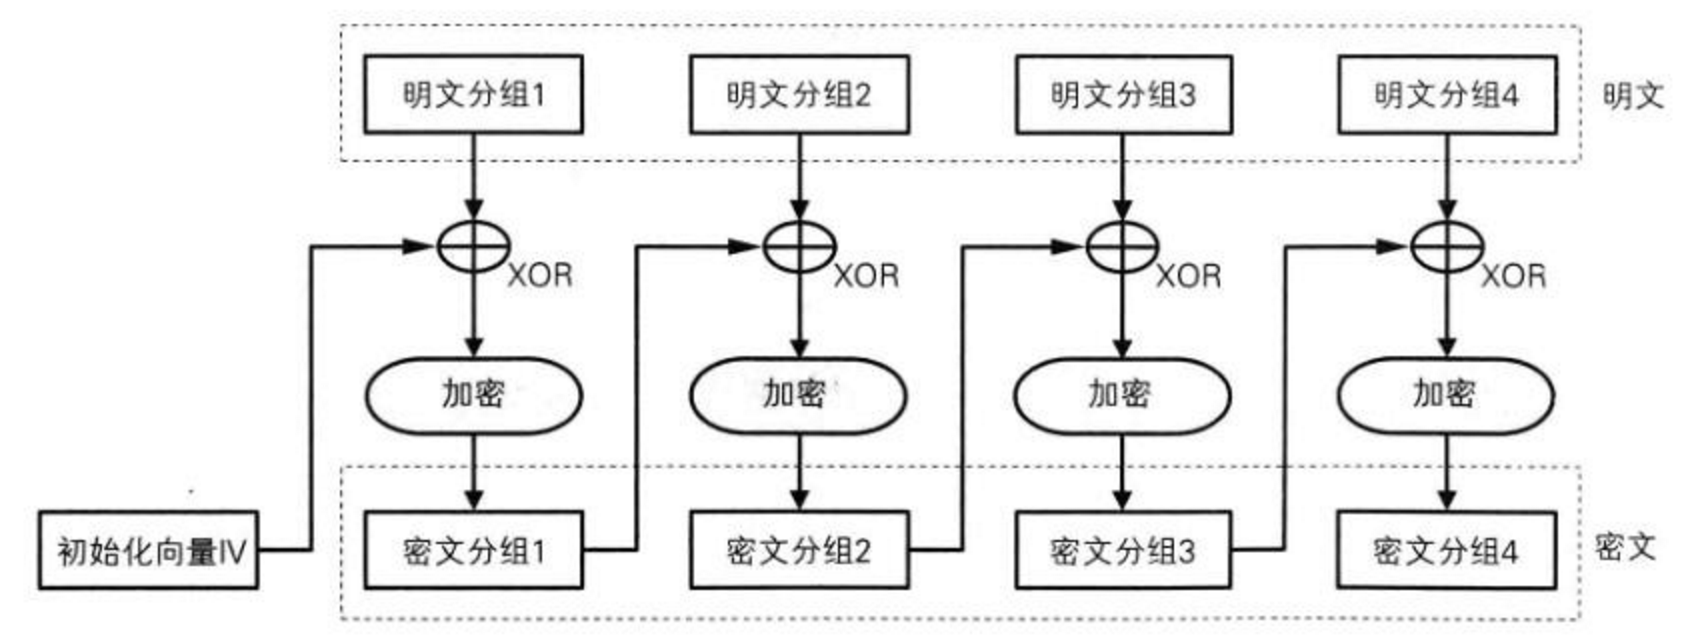 明文分组1
明文分组2
明文分组3
明文分组4
明文
XOR
XOR
XOR
XOR
加密
加密
加密
加密
初始化向量IV
密文分组1
密文分组2
密文分组3
密文分组4
密文